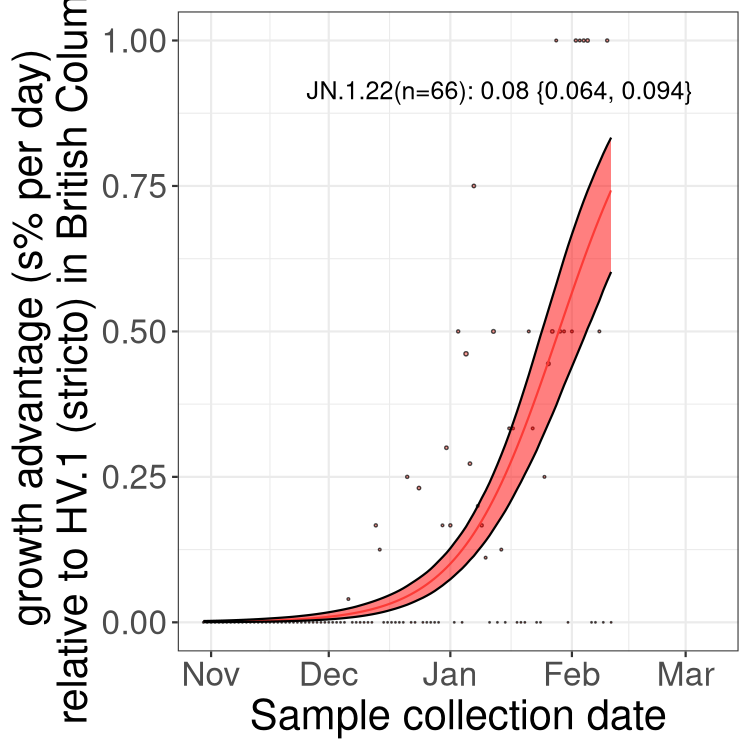 growth advantage (s% per day)
relative to HV.1 (stricto) in British Colum
1.00
0.75
0.50
0.25
0.00
JN.1.22(n=66): 0.08 {0.064, 0.094}
Nov Dec Jan Feb Mar
Sample collection date